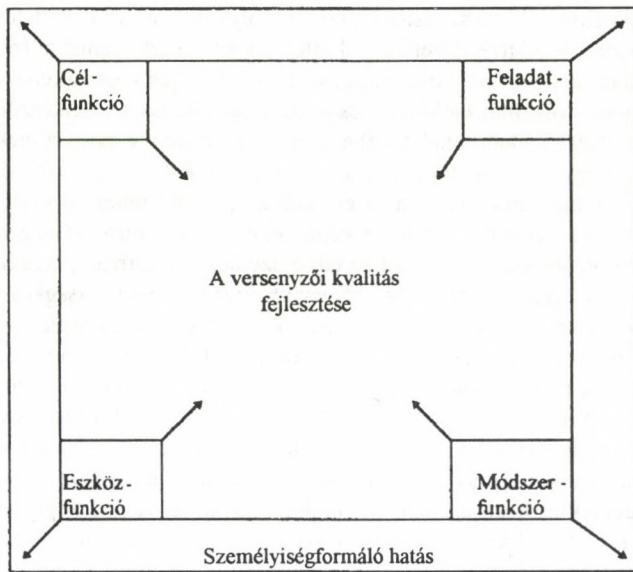 Cél-
funkció
Feladat-
funkció
A versenyzői kvalitás
fejlesztése
Eszköz-
funkció
Módszer-
funkció
Személyiségformáló hatás